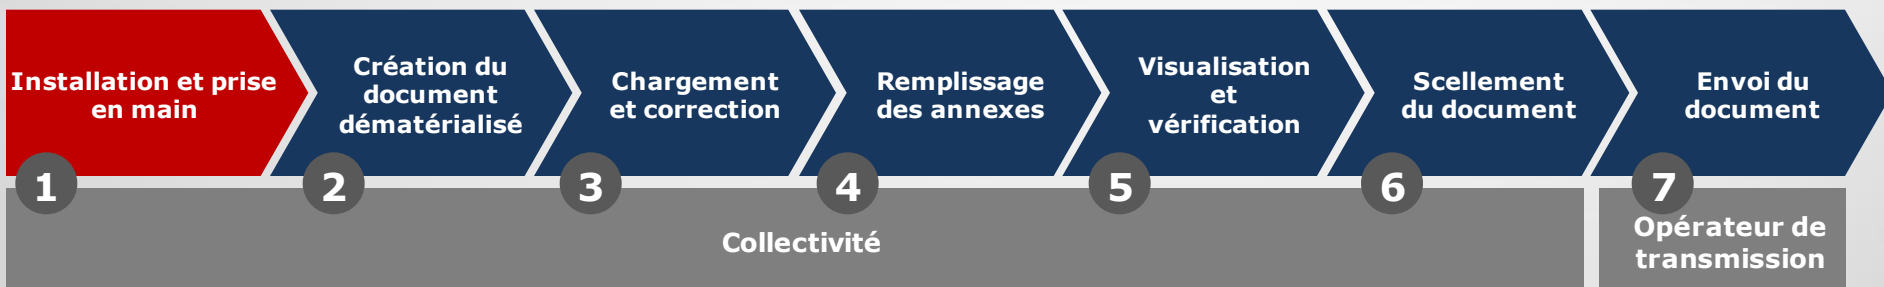 Installation et prise
en main
1
Création du
document
dématérialisé
2
Chargement
et correction
3
Remplissage
des annexes
4
Visualisation
et
vérification
5
Scellement
du document
6
Envoi du
document
7
Collectivité
Opérateur de
transmission